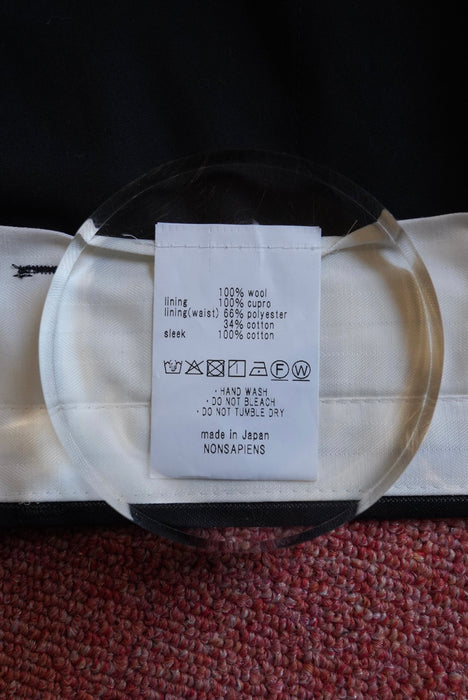 100% wool
lining 100% cupro
lining(waist) 66% polyester
34% cotton
sleek 100% cotton
F W
· HAND WASH
· DO NOT BLEACH
· DO NOT TUMBLE DRY
made in Japan
NONSAPIENS